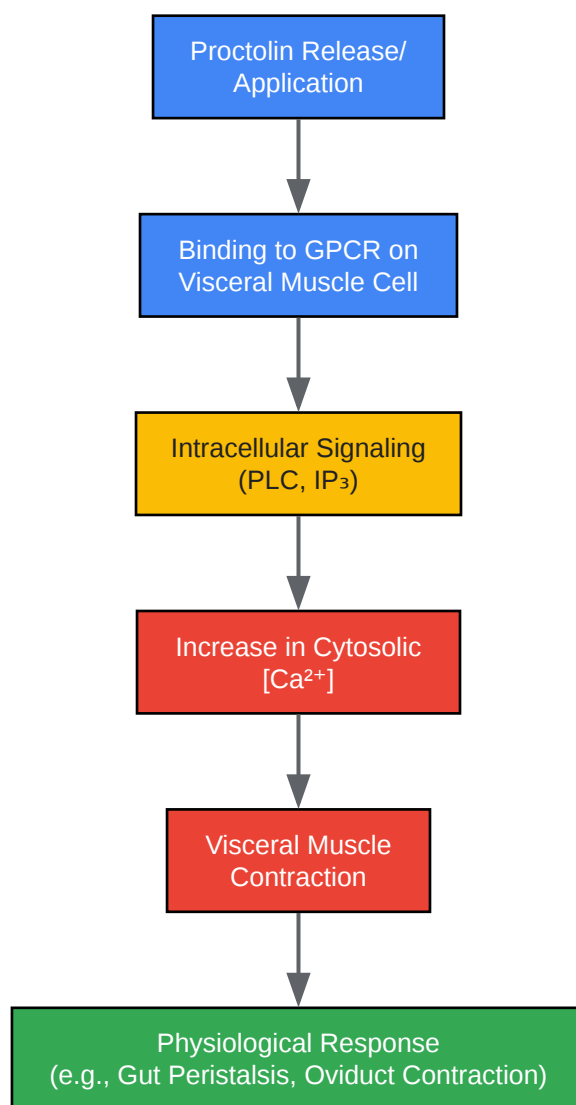 Proctolin Release/
Application
Binding to GPCR on
Visceral Muscle Cell
Intracellular Signaling
(PLC, IP₃)
Increase in Cytosolic
[Ca²⁺]
Visceral Muscle
Contraction
Physiological Response
(e.g., Gut Peristalsis, Oviduct Contraction)